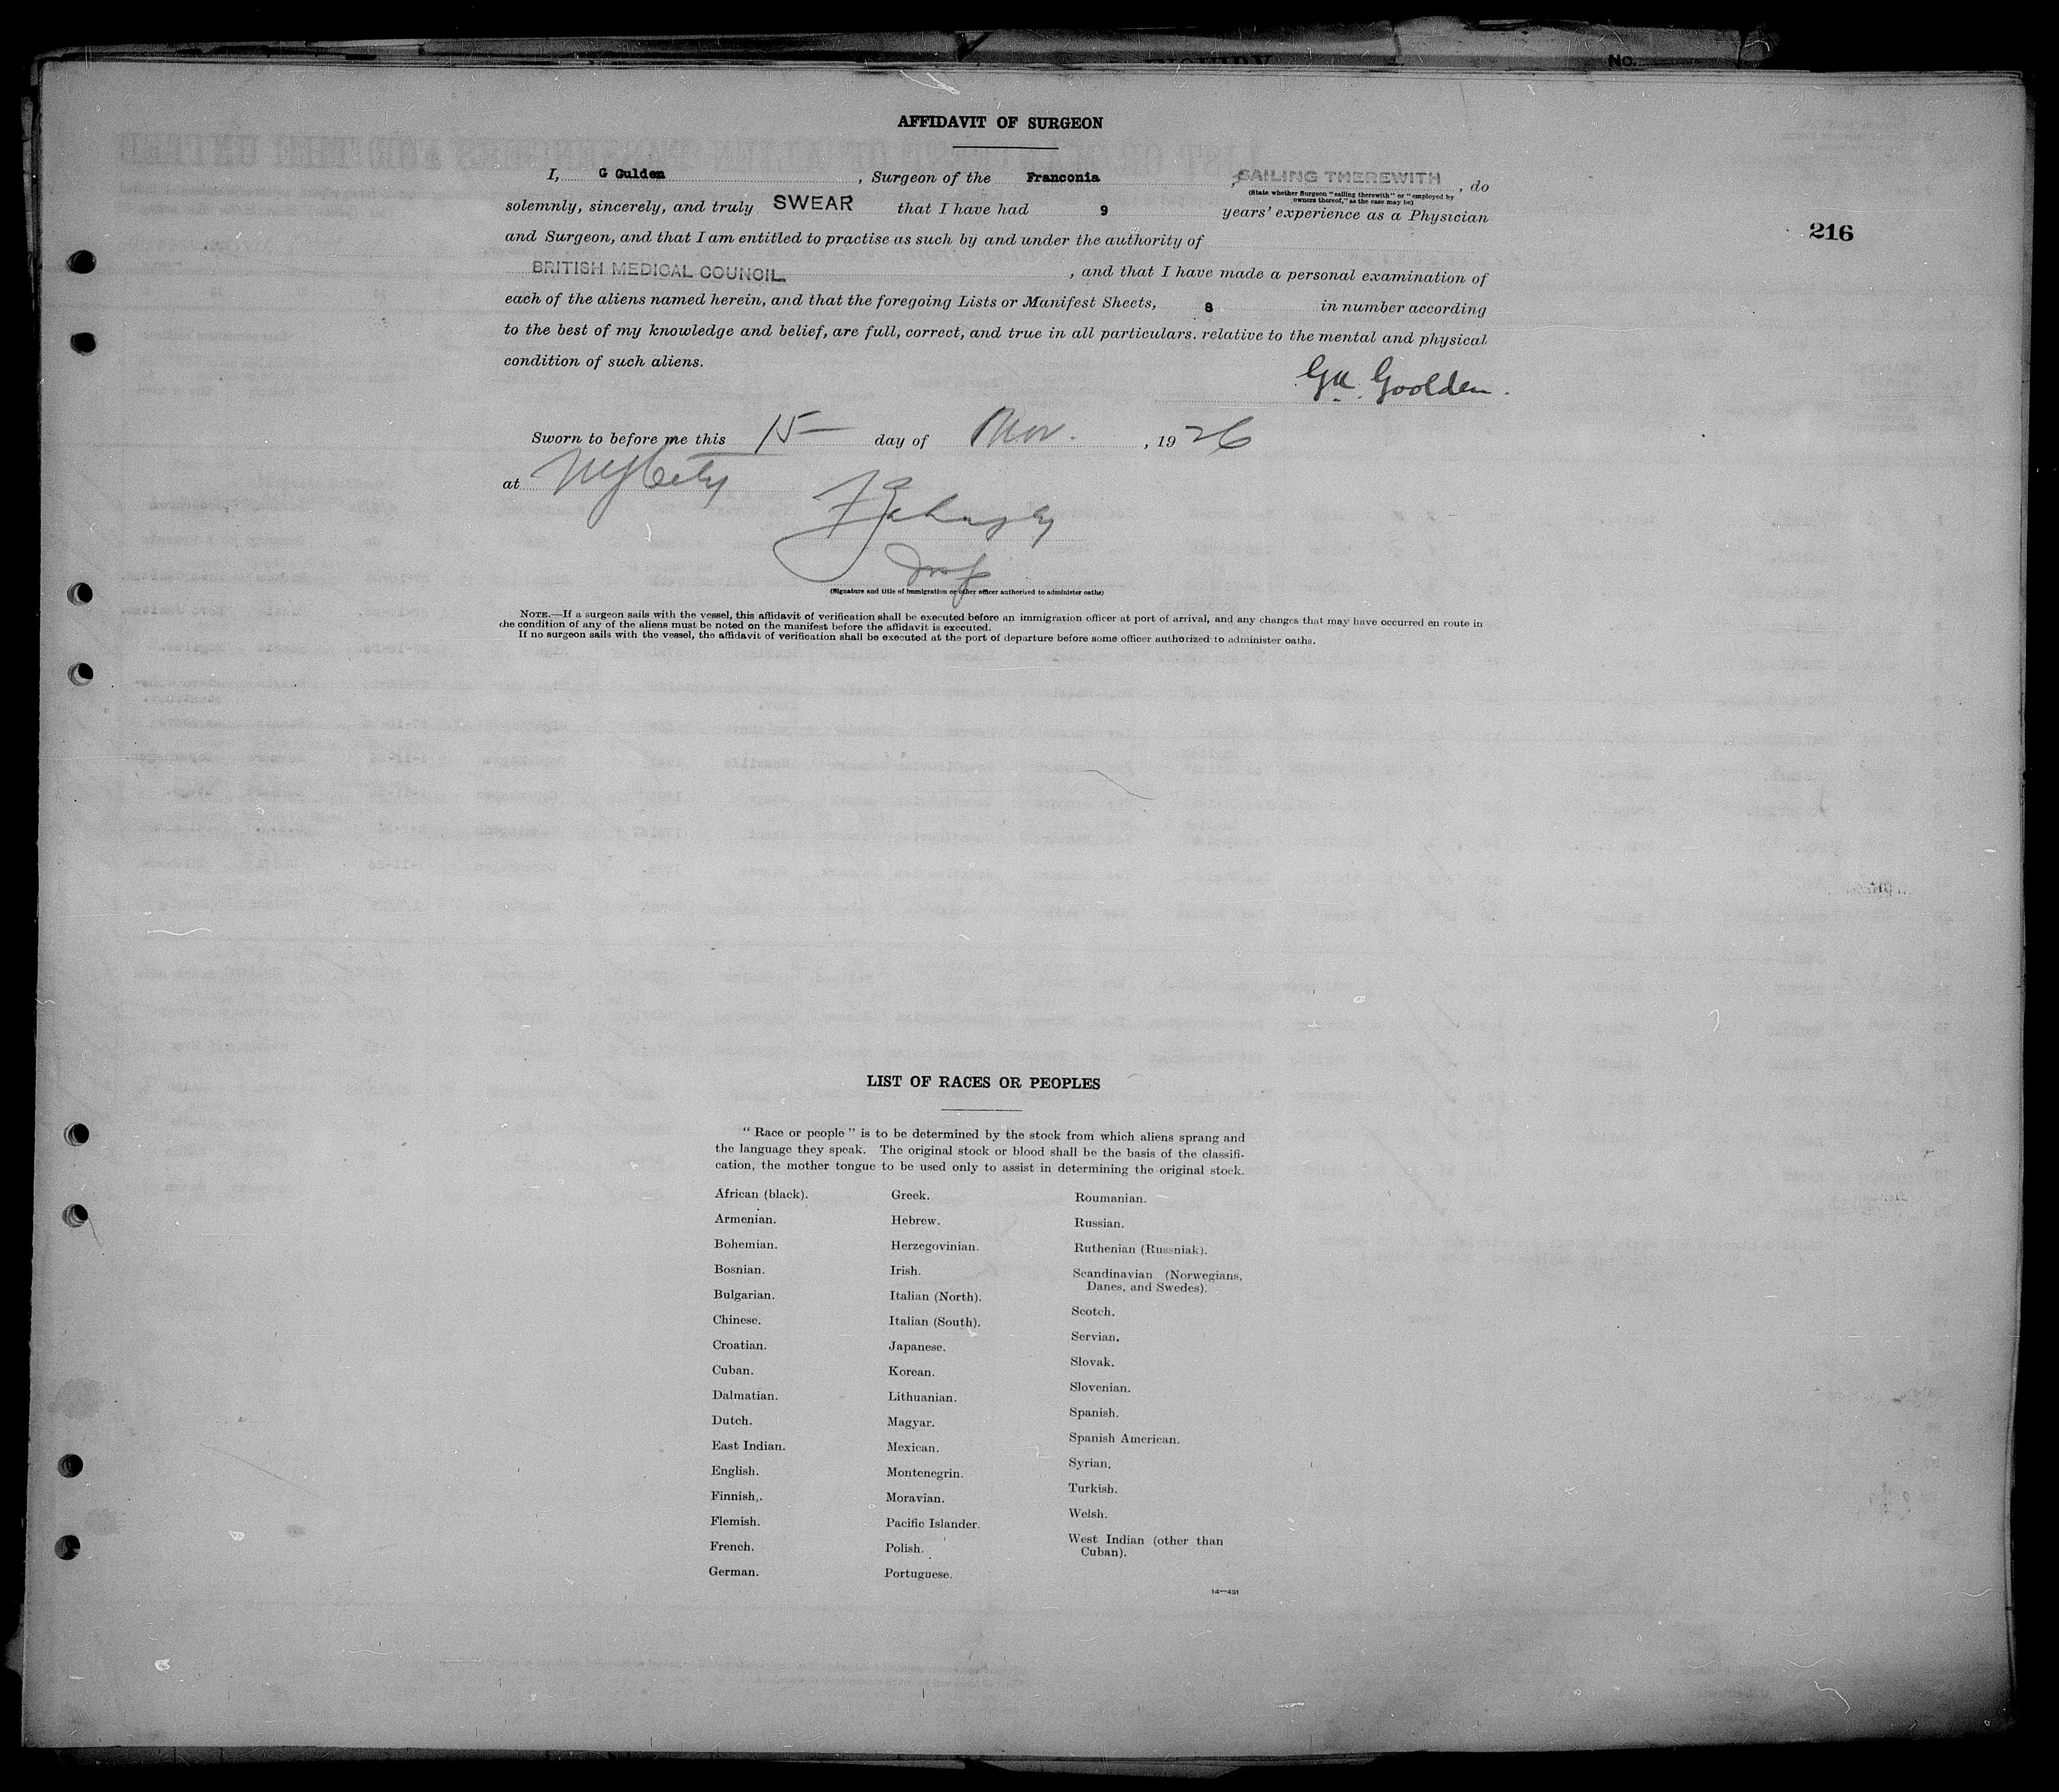 No.
AFFIDAVIT OF SURGEON
I, G Gulden, Surgeon of the Franconia, SAILING THEREWITH, do
(State whether Surgeon "sailing therewith" or "employed by
owners thereof," as the case may be)
solemnly, sincerely, and truly SWEAR that I have had 9 years' experience as a Physician
216
and Surgeon, and that I am entitled to practise as such by and under the authority of
BRITISH MEDICAL COUNCIL, and that I have made a personal examination of
each of the aliens named herein, and that the foregoing Lists or Manifest Sheets, 8 in number according
to the best of my knowledge and belief, are full, correct, and true in all particulars. relative to the mental and physical
condition of such aliens.
Goolden.
Sworn to before me this 15 day of Nov., 1926
at NY City
(Signature and title of immigration or other officer authorized to administer oaths)
NOTE.—If a surgeon sails with the vessel, this affidavit of verification shall be executed before an immigration officer at port of arrival, and any changes that may have occurred en route in
the condition of any of the aliens must be noted on the manifest before the affidavit is executed.
If no surgeon sails with the vessel, the affidavit of verification shall be executed at the port of departure before some officer authorized to administer oaths.
LIST OF RACES OR PEOPLES
"Race or people" is to be determined by the stock from which aliens sprang and
the language they speak. The original stock or blood shall be the basis of the classifi-
cation, the mother tongue to be used only to assist in determining the original stock.
African (black).
Armenian.
Bohemian.
Bosnian.
Bulgarian.
Chinese.
Croatian.
Cuban.
Dalmatian.
Dutch.
East Indian.
English.
Finnish,.
Flemish.
French.
German.
Greek.
Hebrew.
Herzegovinian.
Irish.
Italian (North).
Italian (South).
Japanese.
Korean.
Lithuanian.
Magyar.
Mexican.
Montenegrin.
Moravian.
Pacific Islander.
Polish.
Portuguese.
Roumanian.
Russian.
Ruthenian (Russniak).
Scandinavian (Norwegians,
Danes, and Swedes).
Scotch.
Servian.
Slovak.
Slovenian.
Spanish.
Spanish American.
Syrian.
Turkish.
Welsh.
West Indian (other than
Cuban).
14—451